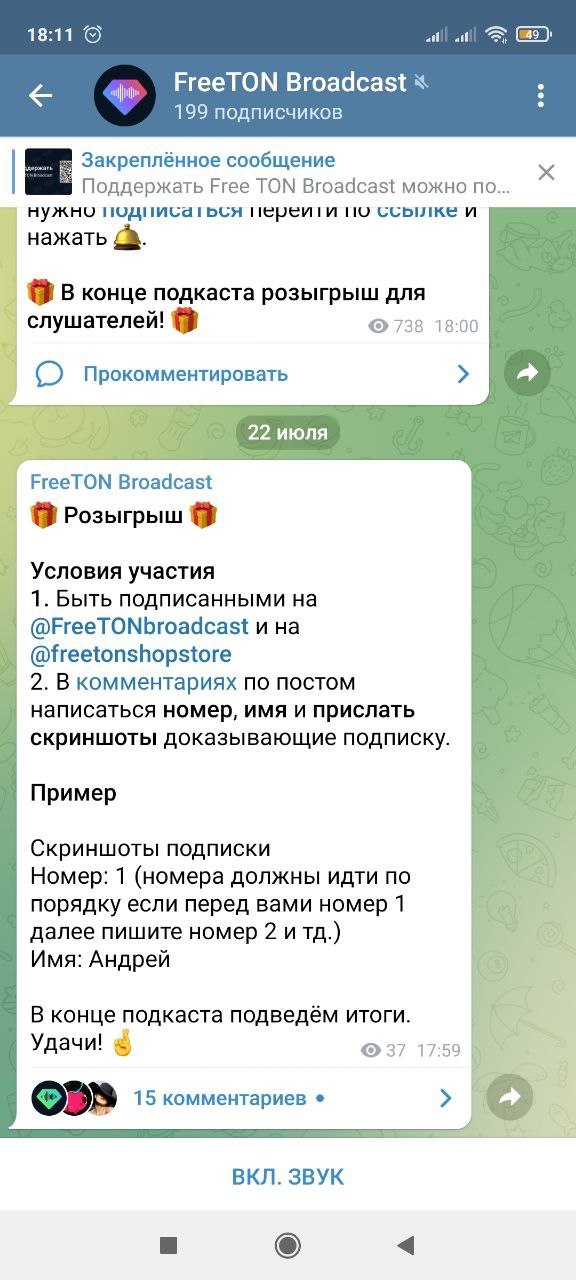 18:11
49
FreeTON Broadcast
199 подписчиков
Закреплённое сообщение
Поддержать Free TON Broadcast можно по...
нужно подписаться перейти по ссылке и
нажать 🛎.
🎁 В конце подкаста розыгрыш для
слушателей! 🎁
738 18:00
Прокомментировать
22 июля
FreeTON Broadcast
🎁 Розыгрыш 🎁
Условия участия
1. Быть подписанными на
@FreeTONbroadcast и на
@freetonshopstore
2. В комментариях по постом
написаться номер, имя и прислать
скриншоты доказывающие подписку.
Пример
Скриншоты подписки
Номер: 1 (номера должны идти по
порядку если перед вами номер 1
далее пишите номер 2 и тд.)
Имя: Андрей
В конце подкаста подведём итоги.
Удачи! 🤞
37 17:59
15 комментариев
ВКЛ. ЗВУК